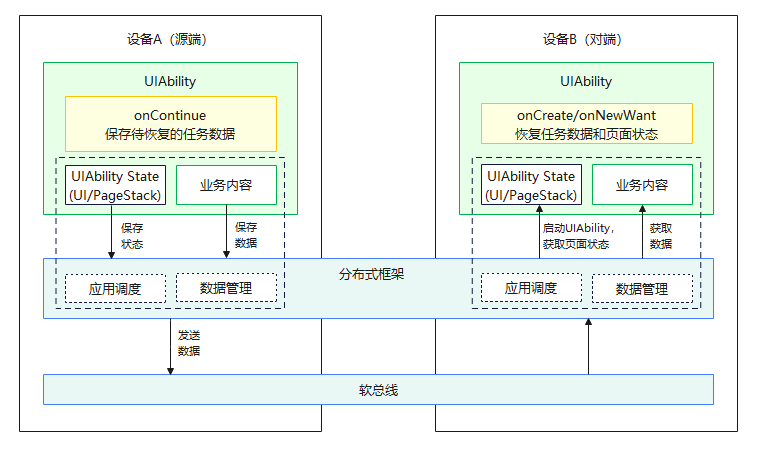 设备A（源端）
UIAbility
onContinue
保存待恢复的任务数据
UIAbility State
(UI/PageStack)
业务内容
保存
状态
保存
数据
应用调度
数据管理
设备B（对端）
UIAbility
onCreate/onNewWant
恢复任务数据和页面状态
UIAbility State
(UI/PageStack)
业务内容
启动UIAbility，
获取页面状态
获取
数据
应用调度
数据管理
分布式框架
发送
数据
软总线